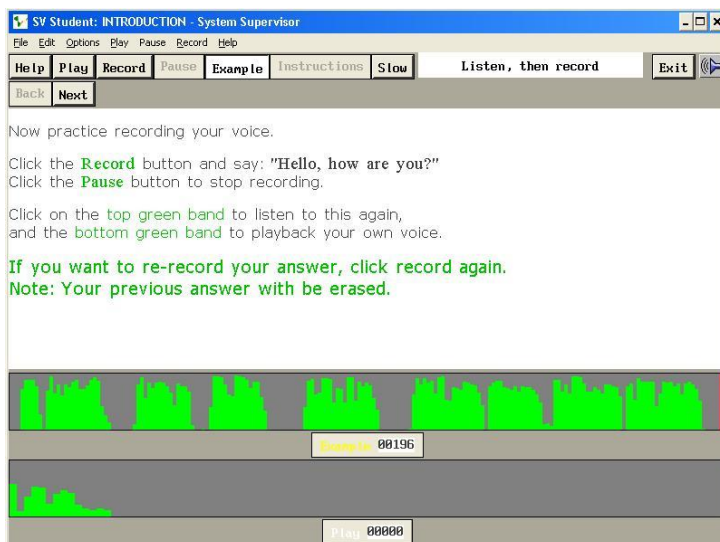 SV Student: INTRODUCTION - System Supervisor
File Edit Options Play Pause Record Help
Help Play Record Pause Example Instructions Slow Listen, then record Exit
Back Next
Now practice recording your voice.
Click the Record button and say: "Hello, how are you?"
Click the Pause button to stop recording.
Click on the top green band to listen to this again,
and the bottom green band to playback your own voice.
If you want to re-record your answer, click record again.
Note: Your previous answer with be erased.
Example 00196
Play 00000